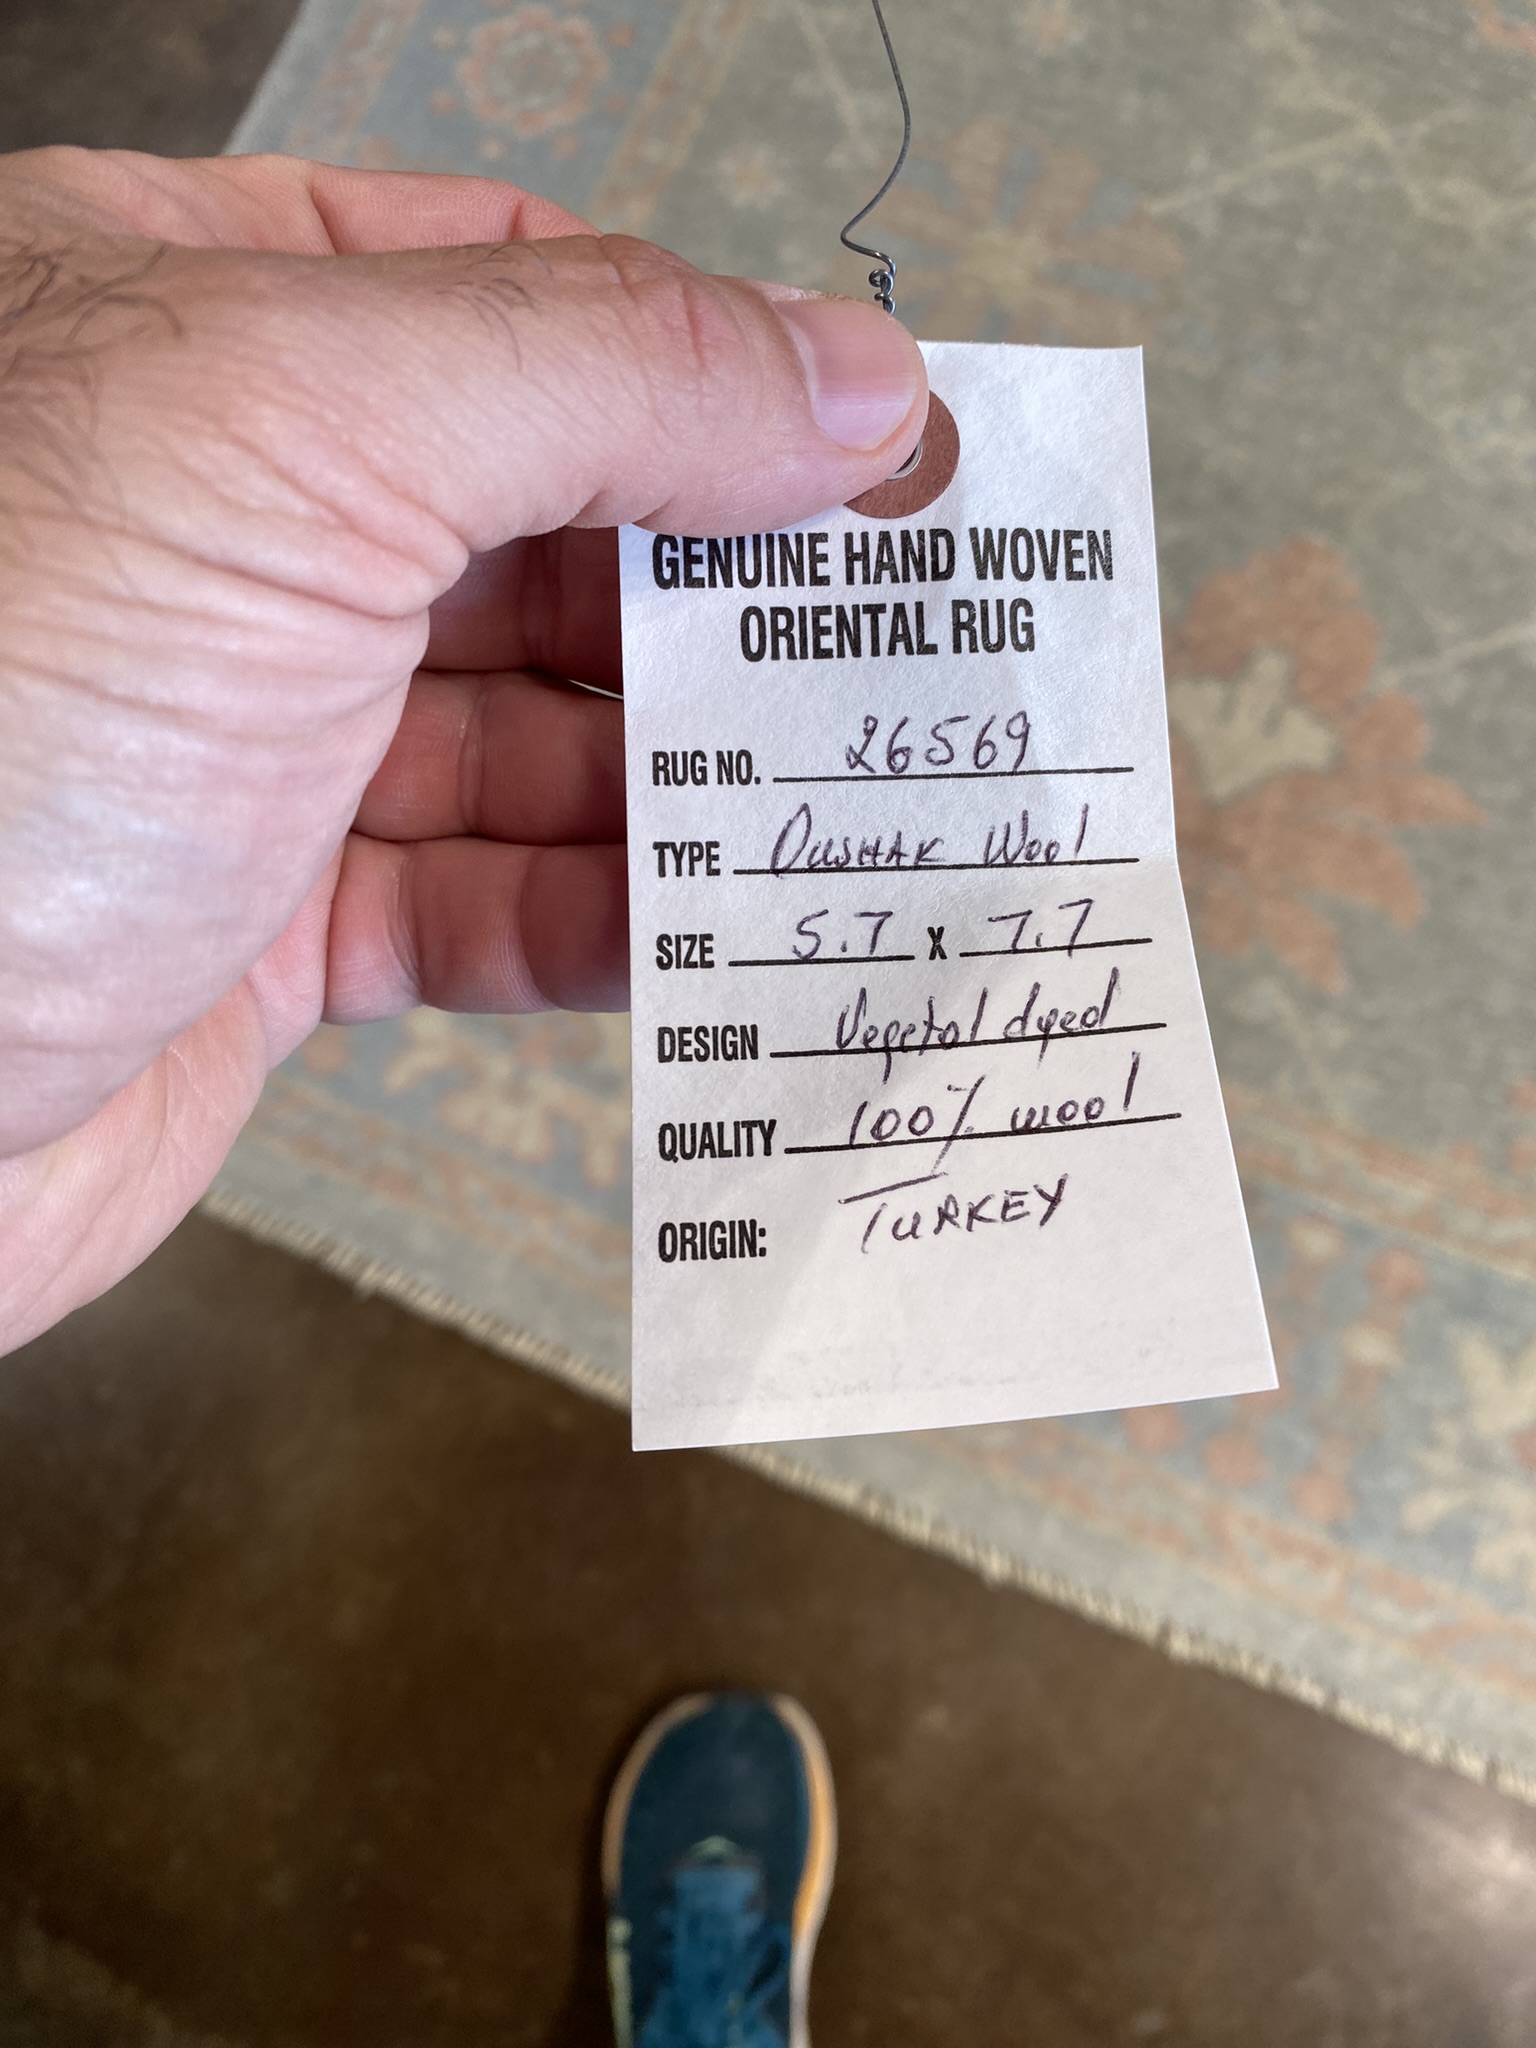 GENUINE HAND WOVEN
ORIENTAL RUG
RUG NO. 26569
TYPE OUSHAK Wool
SIZE 5.7 X 7.7
DESIGN Vegetal dyed
QUALITY 100% wool
ORIGIN: TURKEY